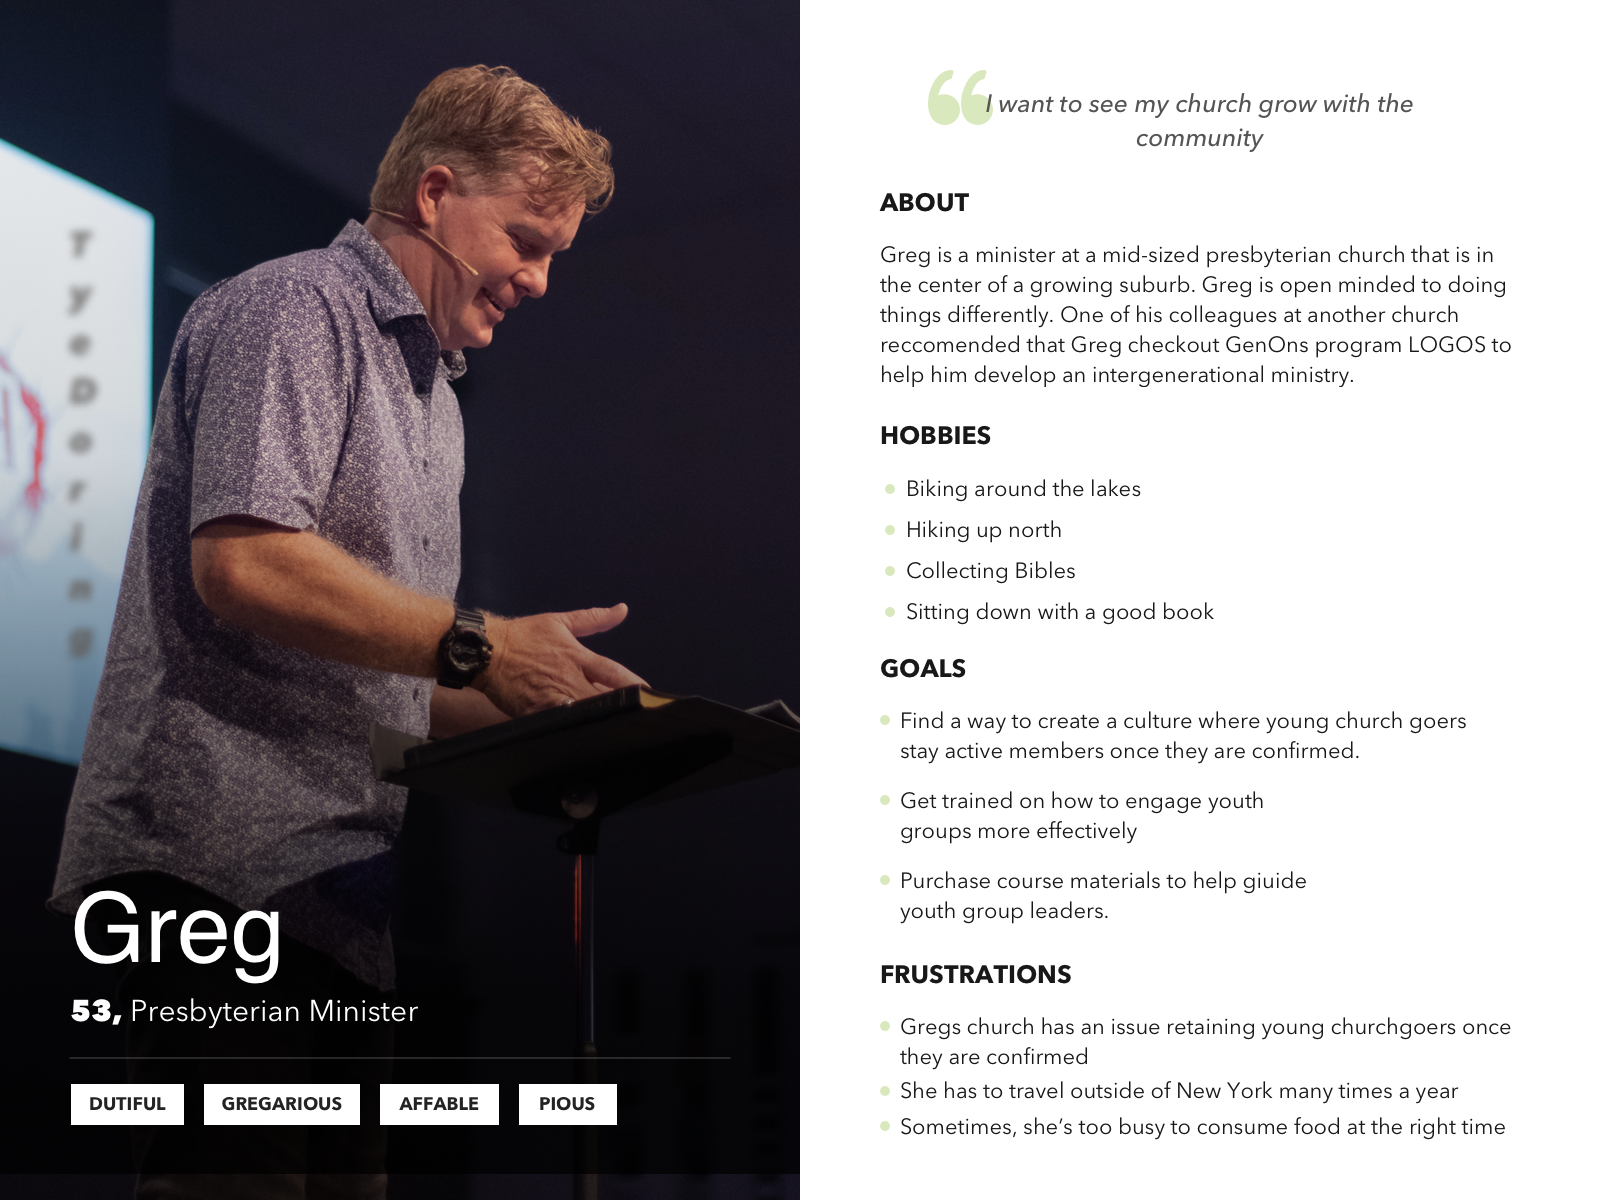 TyeDoring
Greg
53, Presbyterian Minister
DUTIFUL
GREGARIOUS
AFFABLE
PIOUS
“I want to see my church grow with the
community
ABOUT
Greg is a minister at a mid-sized presbyterian church that is in
the center of a growing suburb. Greg is open minded to doing
things differently. One of his colleagues at another church
reccomended that Greg checkout GenOns program LOGOS to
help him develop an intergenerational ministry.
HOBBIES
Biking around the lakes
Hiking up north
Collecting Bibles
Sitting down with a good book
GOALS
Find a way to create a culture where young church goers
stay active members once they are confirmed.
Get trained on how to engage youth
groups more effectively
Purchase course materials to help giuide
youth group leaders.
FRUSTRATIONS
Gregs church has an issue retaining young churchgoers once
they are confirmed
She has to travel outside of New York many times a year
Sometimes, she’s too busy to consume food at the right time